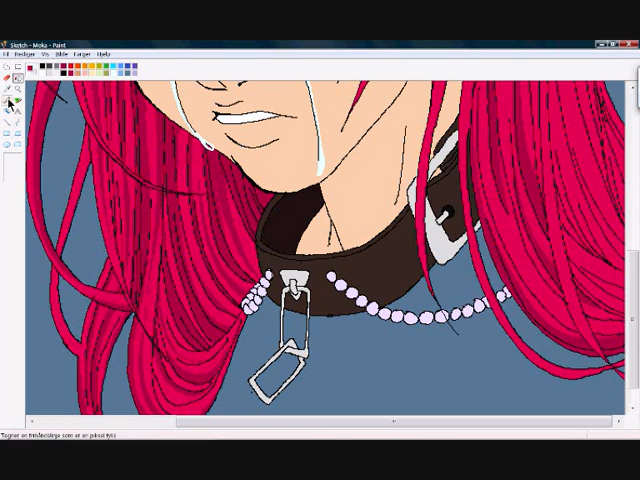 Sketch - Moka - Paint
Fil Rediger Vis Bilde Farger Hjelp
Tegner en frihåndslinje som er en piksel tykk